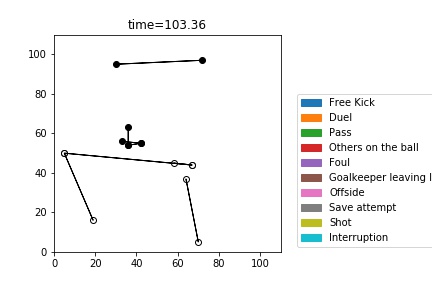 time=103.36
100
80
60
40
20
0
0 20 40 60 80 100
Free Kick
Duel
Pass
Others on the ball
Foul
Goalkeeper leaving l
Offside
Save attempt
Shot
Interruption